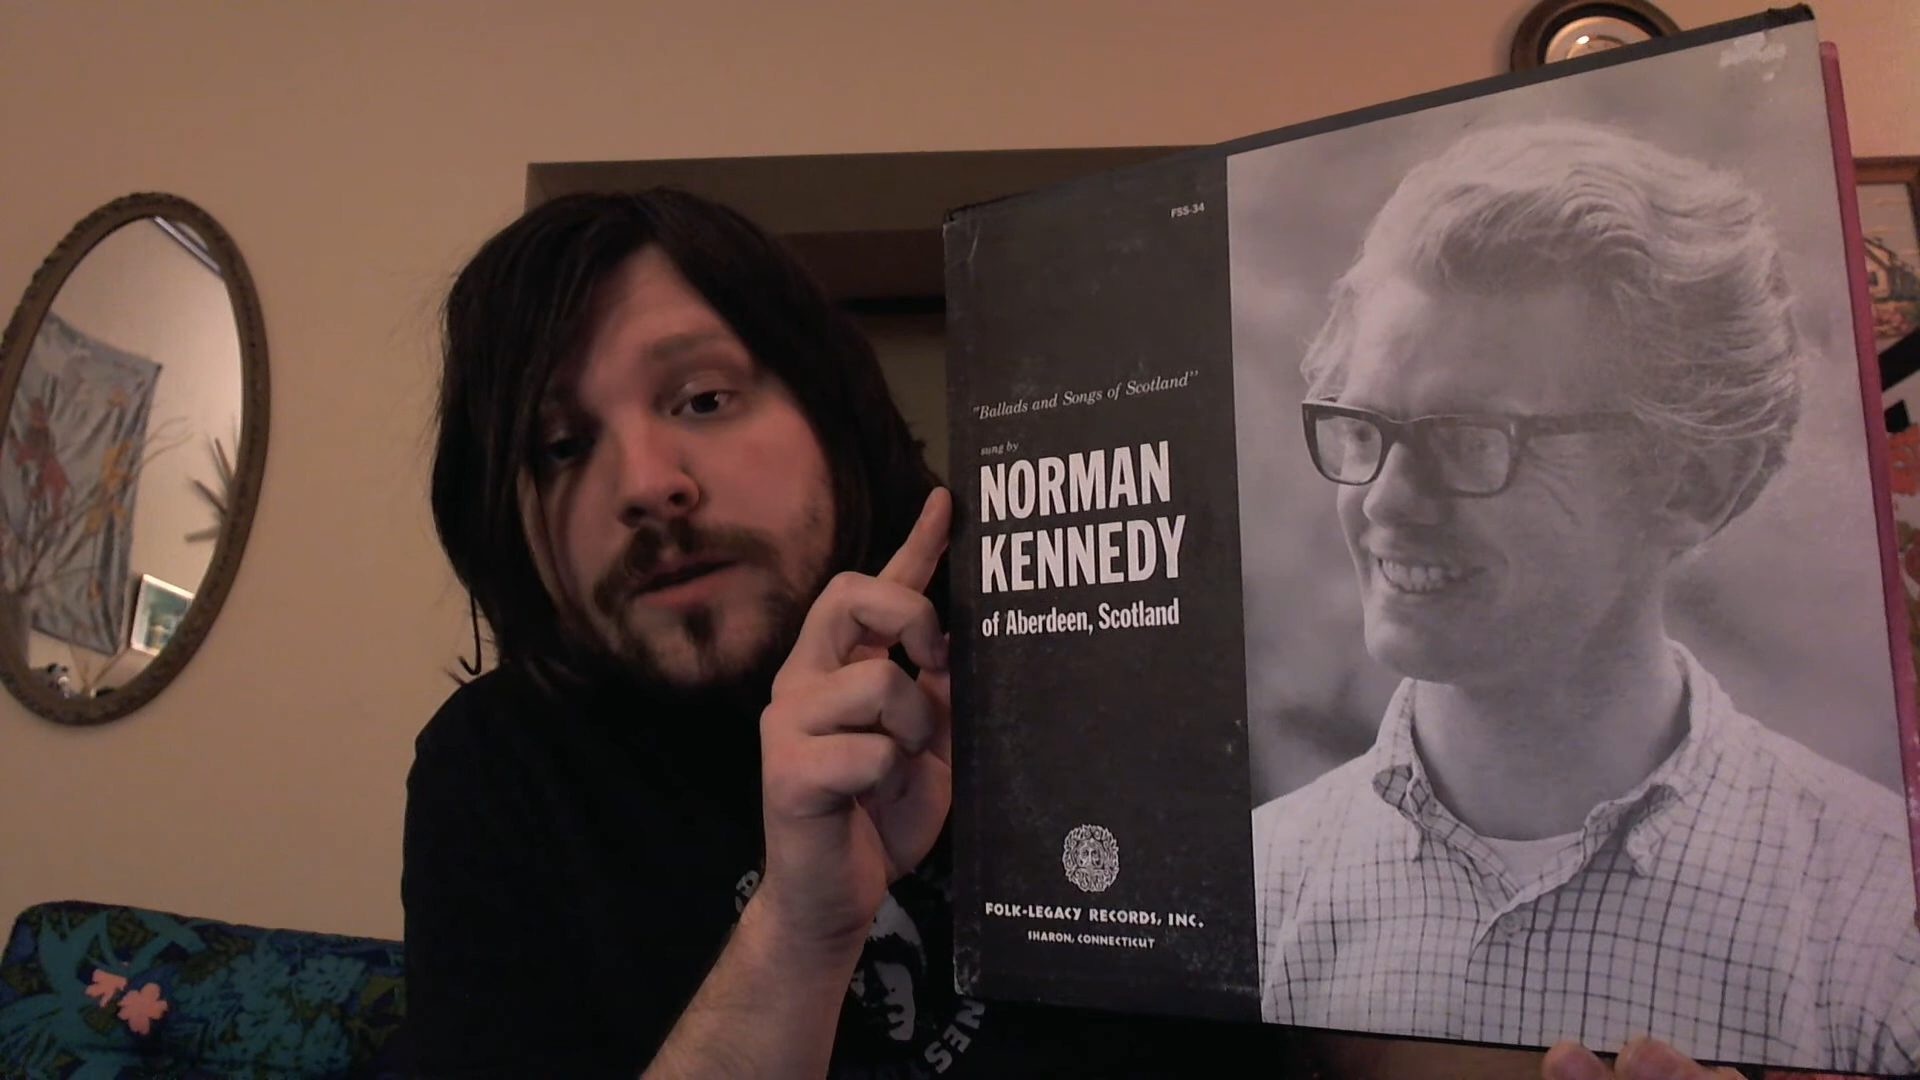 FSS-34
"Ballads and Songs of Scotland"
sung by
NORMAN
KENNEDY
of Aberdeen, Scotland
FOLK-LEGACY RECORDS, INC.
SHARON, CONNECTICUT